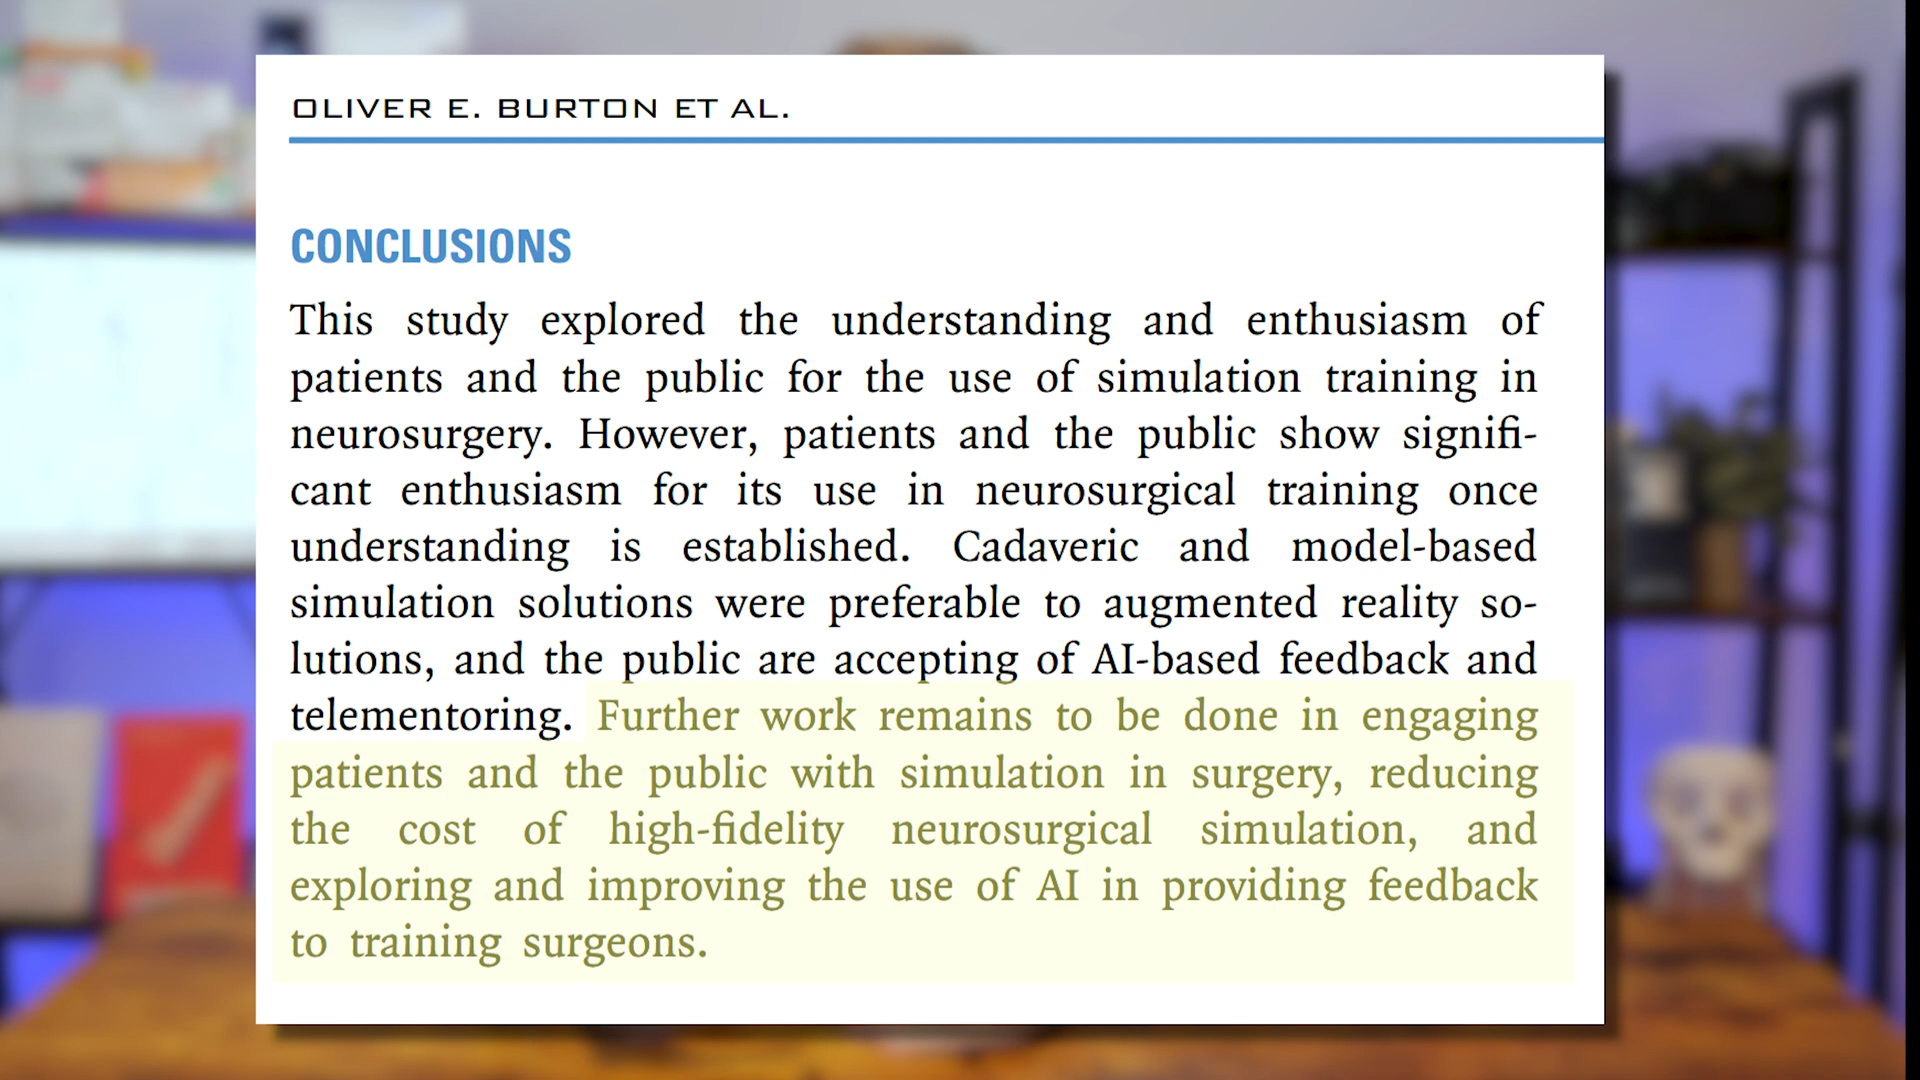 OLIVER E. BURTON ET AL.
CONCLUSIONS
This study explored the understanding and enthusiasm of
patients and the public for the use of simulation training in
neurosurgery. However, patients and the public show signifi-
cant enthusiasm for its use in neurosurgical training once
understanding is established. Cadaveric and model-based
simulation solutions were preferable to augmented reality so-
lutions, and the public are accepting of AI-based feedback and
telementoring. Further work remains to be done in engaging
patients and the public with simulation in surgery, reducing
the cost of high-fidelity neurosurgical simulation, and
exploring and improving the use of AI in providing feedback
to training surgeons.